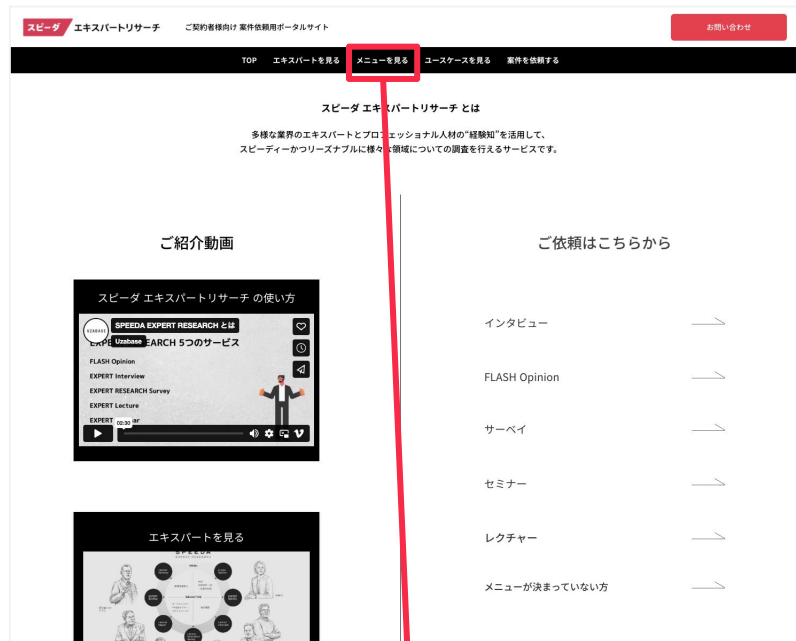 スピーダ エキスパートリサーチ ご契約者様向け 案件依頼用ポータルサイト お問い合わせ
TOP エキスパートを見る メニューを見る ユースケースを見る 案件を依頼する
スピーダ エキスパートリサーチ とは
多様な業界のエキスパートとプロフェッショナル人材の“経験知”を活用して、
スピーディーかつリーズナブルに様々な領域についての調査を行えるサービスです。
ご紹介動画
スピーダ エキスパートリサーチ の使い方
UZABASE
SPEEDA EXPERT RESEARCH とは
Uzabase
EARCH 5つのサービス
FLASH Opinion
EXPERT Interview
EXPERT RESEARCH Survey
EXPERT Lecture
EXPERT
02:30
エキスパートを見る
SPEEDA
EXPERT RESEARCH
ご依頼はこちらから
インタビュー
FLASH Opinion
サーベイ
セミナー
レクチャー
メニューが決まっていない方